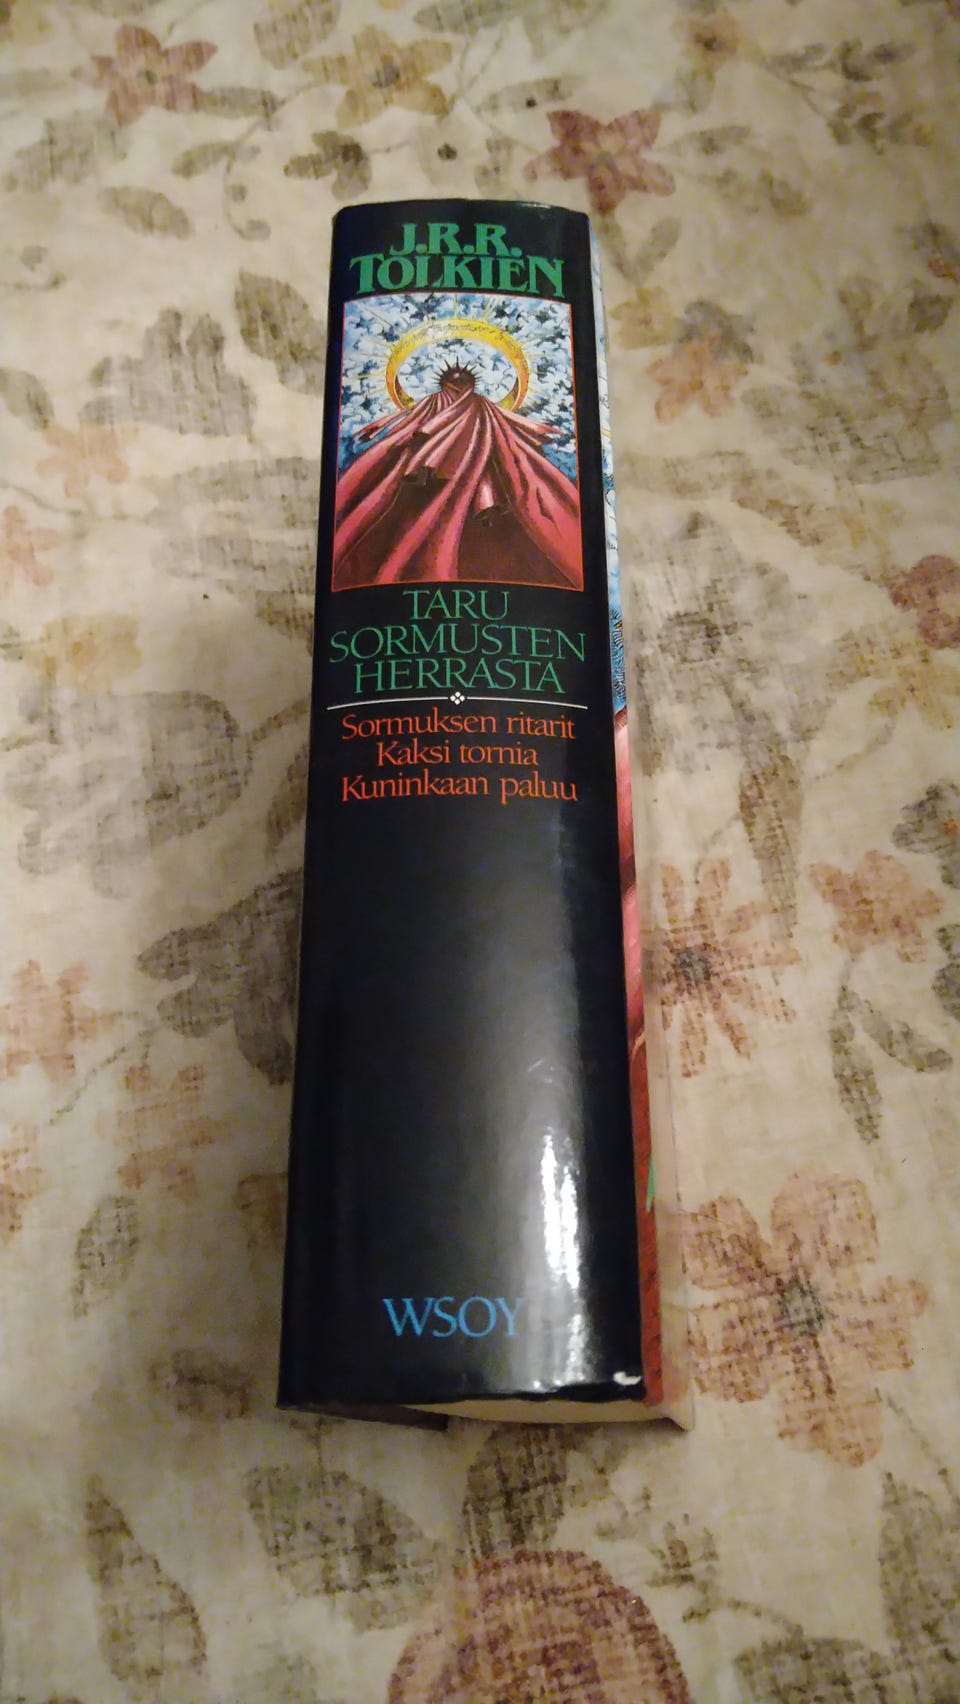 J.R.R.
TOLKIEN
TARU
SORMUSTEN
HERRASTA
Sormuksen ritarit
Kaksi tornia
Kuninkaan paluu
WSOY